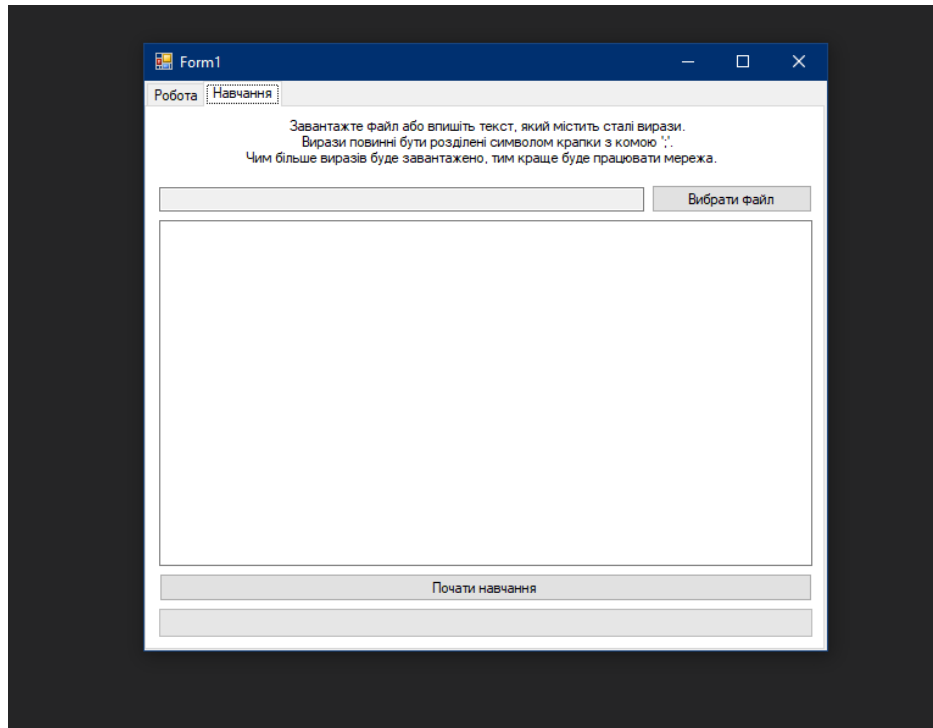 Form1
Робота Навчання
Завантажте файл або впишіть текст, який містить сталі вирази.
Вирази повинні бути розділені символом крапки з комою ';'.
Чим більше виразів буде завантажено, тим краще буде працювати мережа.
Вибрати файл
Почати навчання